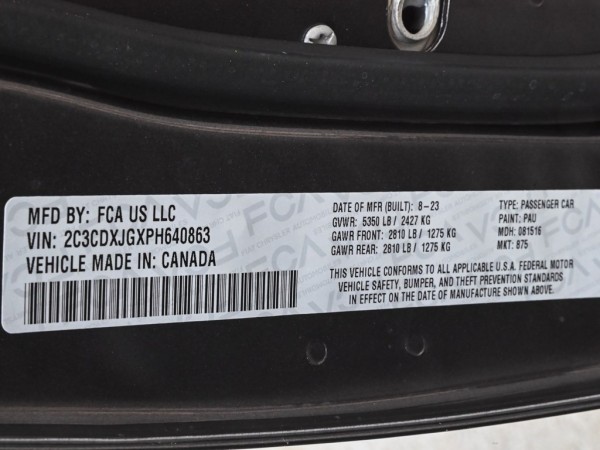 MFD BY: FCA US LLC
VIN: 2C3CDXJGXPH640863
VEHICLE MADE IN: CANADA
DATE OF MFR (BUILT): 8-23
GVWR: 5350 LB / 2427 KG
GAWR FRONT: 2810 LB / 1275 KG
GAWR REAR: 2810 LB / 1275 KG
TYPE: PASSENGER CAR
PAINT: PAU
MDH: 081516
MKT: 875
THIS VEHICLE CONFORMS TO ALL APPLICABLE U.S.A. FEDERAL MOTOR
VEHICLE SAFETY, BUMPER, AND THEFT PREVENTION STANDARDS
IN EFFECT ON THE DATE OF MANUFACTURE SHOWN ABOVE.